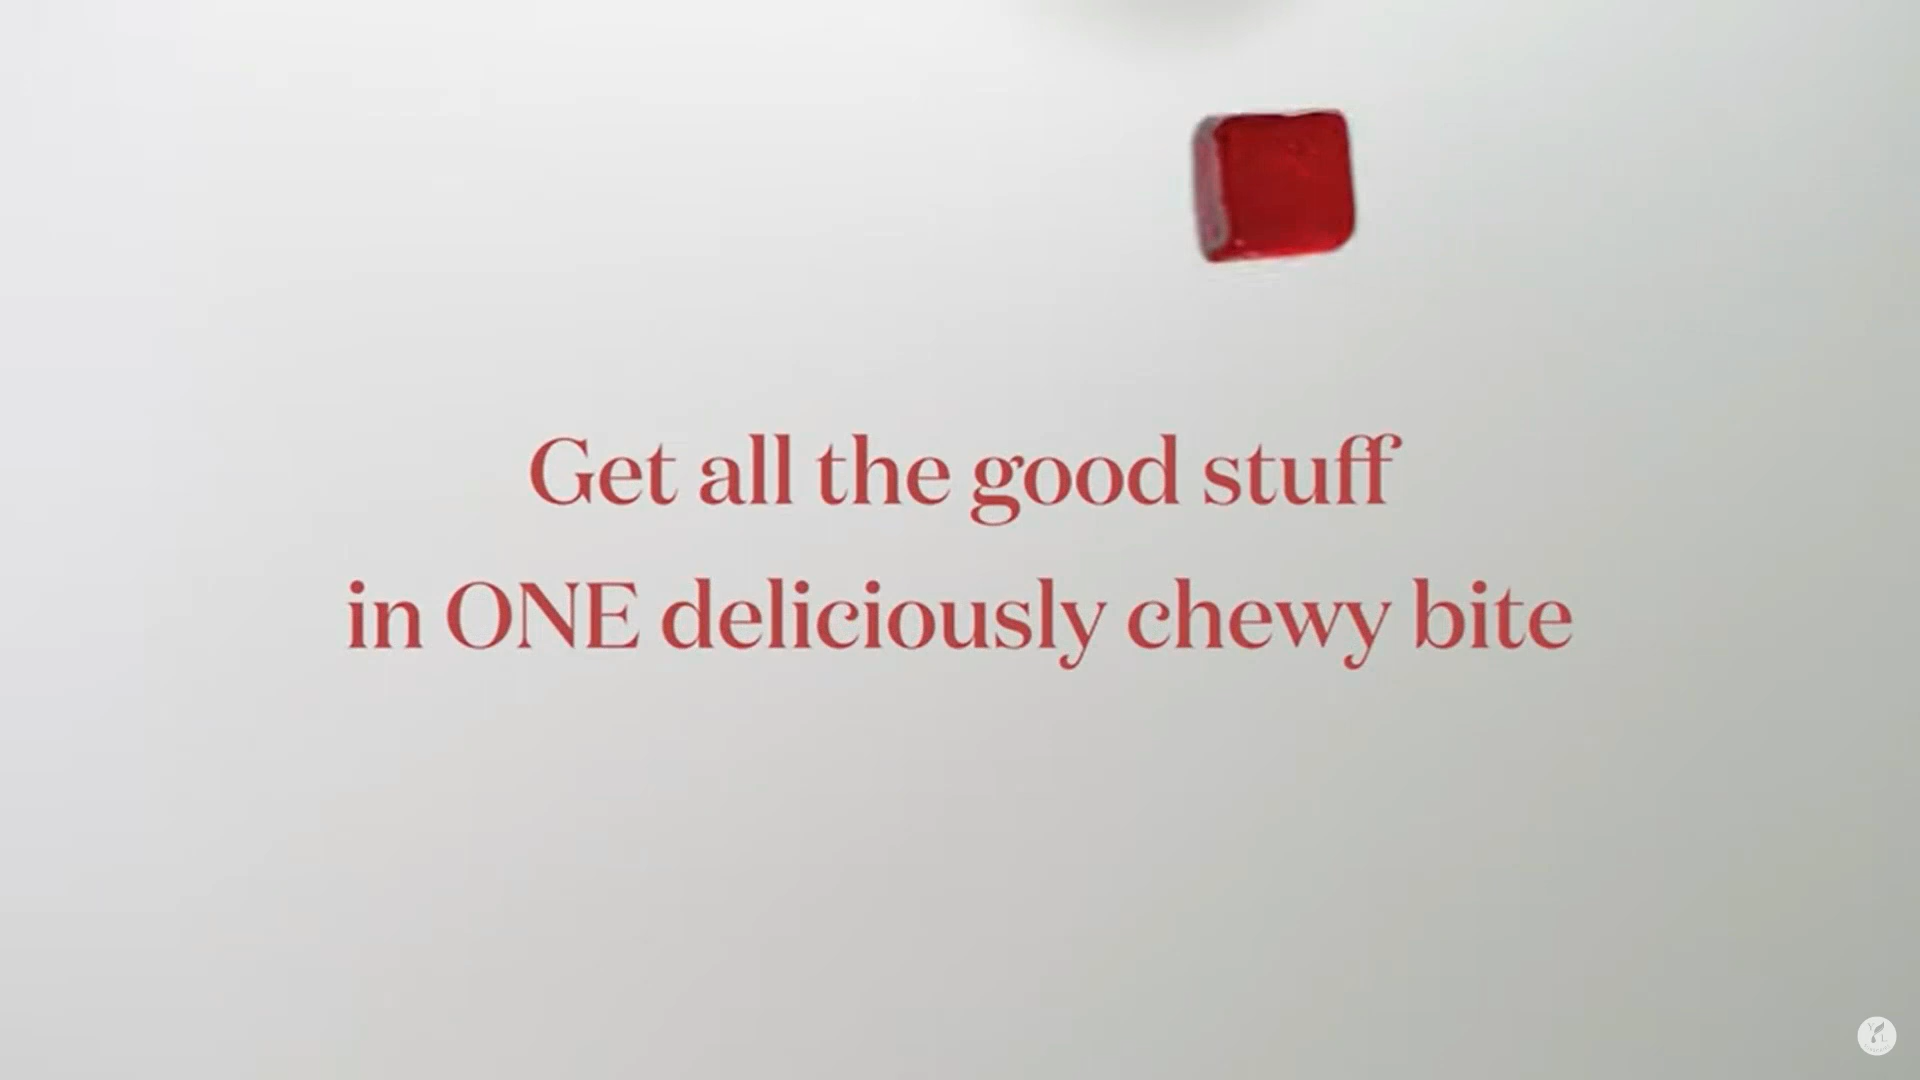 Get all the good stuff
in ONE deliciously chewy bite